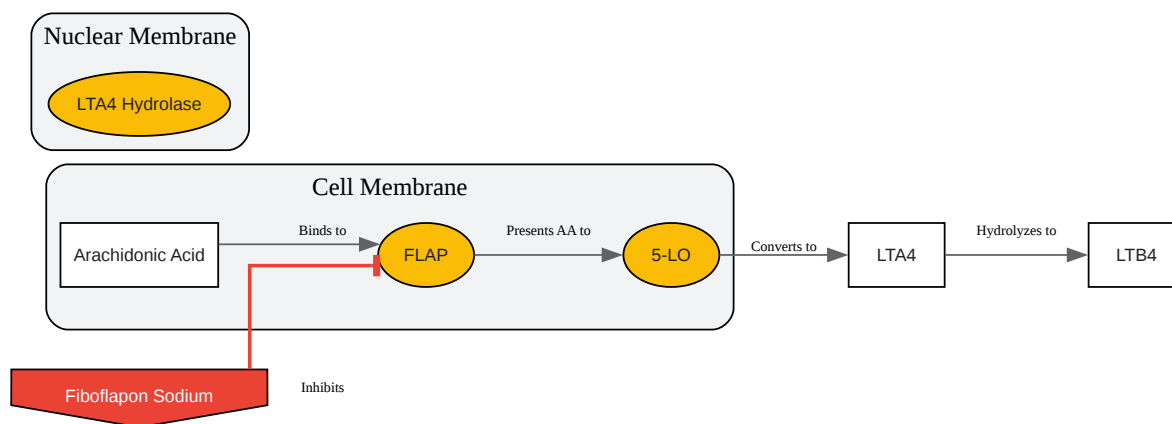 Nuclear Membrane
LTA4 Hydrolase
Cell Membrane
Arachidonic Acid
Binds to
FLAP
Presents AA to
5-LO
Converts to
LTA4
Hydrolyzes to
LTB4
Fiboflapon Sodium
Inhibits